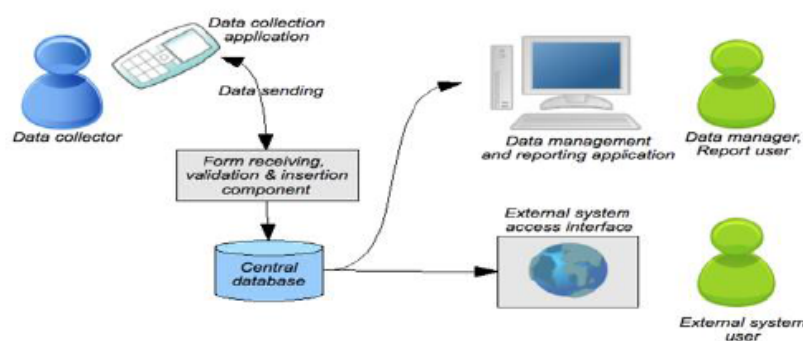 Data collection
application
Data sending
Data collector
Form receiving,
validation & insertion
component
Central
database
Data management
and reporting application
Data manager,
Report user
External system
access interface
External system
user